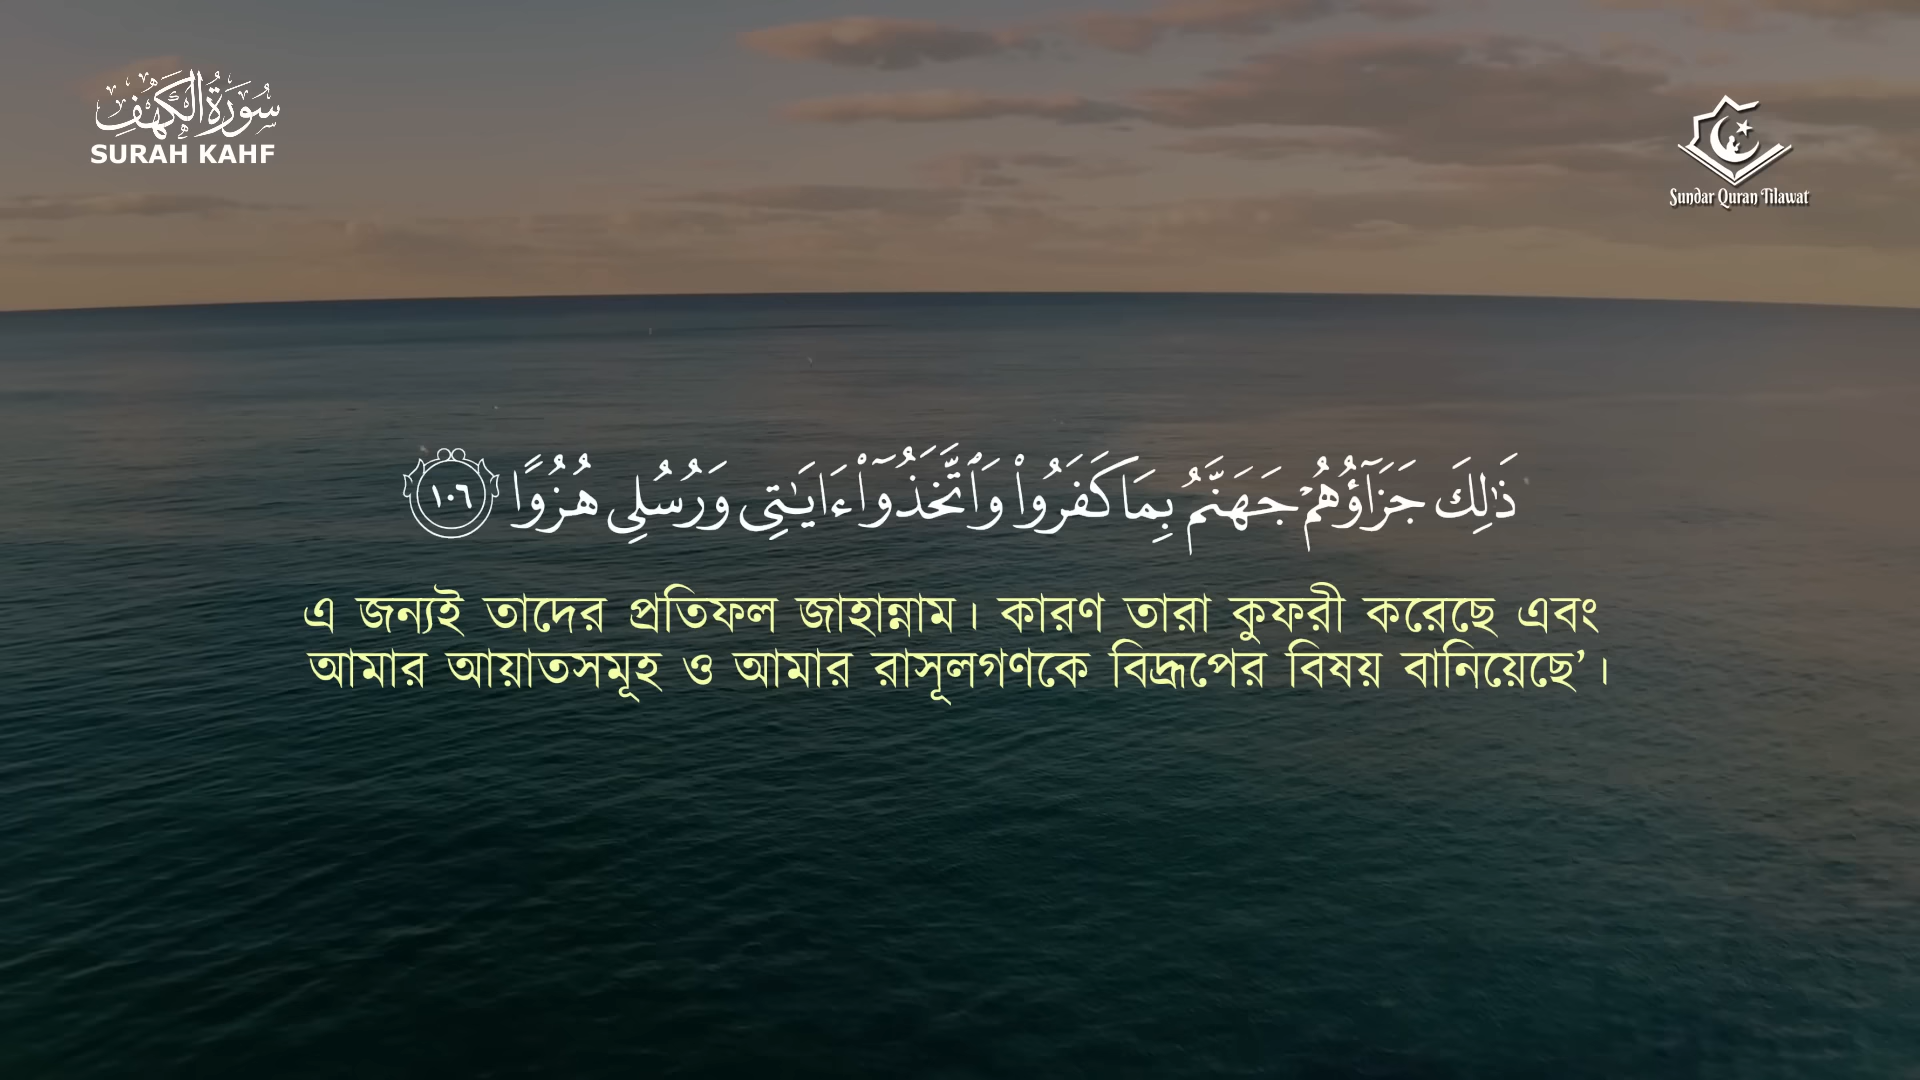 سُورَةُ الكَهْفِ
SURAH KAHF
Sundar Quran Tilawat
ذَٰلِكَ جَزَآؤُهُمْ جَهَنَّمُ بِمَا كَفَرُوا۟ وَٱتَّخَذُوٓا۟ ءَايَـٰتِى وَرُسُلِى هُزُوًا ١٠٦
এ জন্যই তাদের প্রতিফল জাহান্নাম। কারণ তারা কুফরী করেছে এবং
আমার আয়াতসমূহ ও আমার রাসূলগণকে বিদ্রূপের বিষয় বানিয়েছে’।